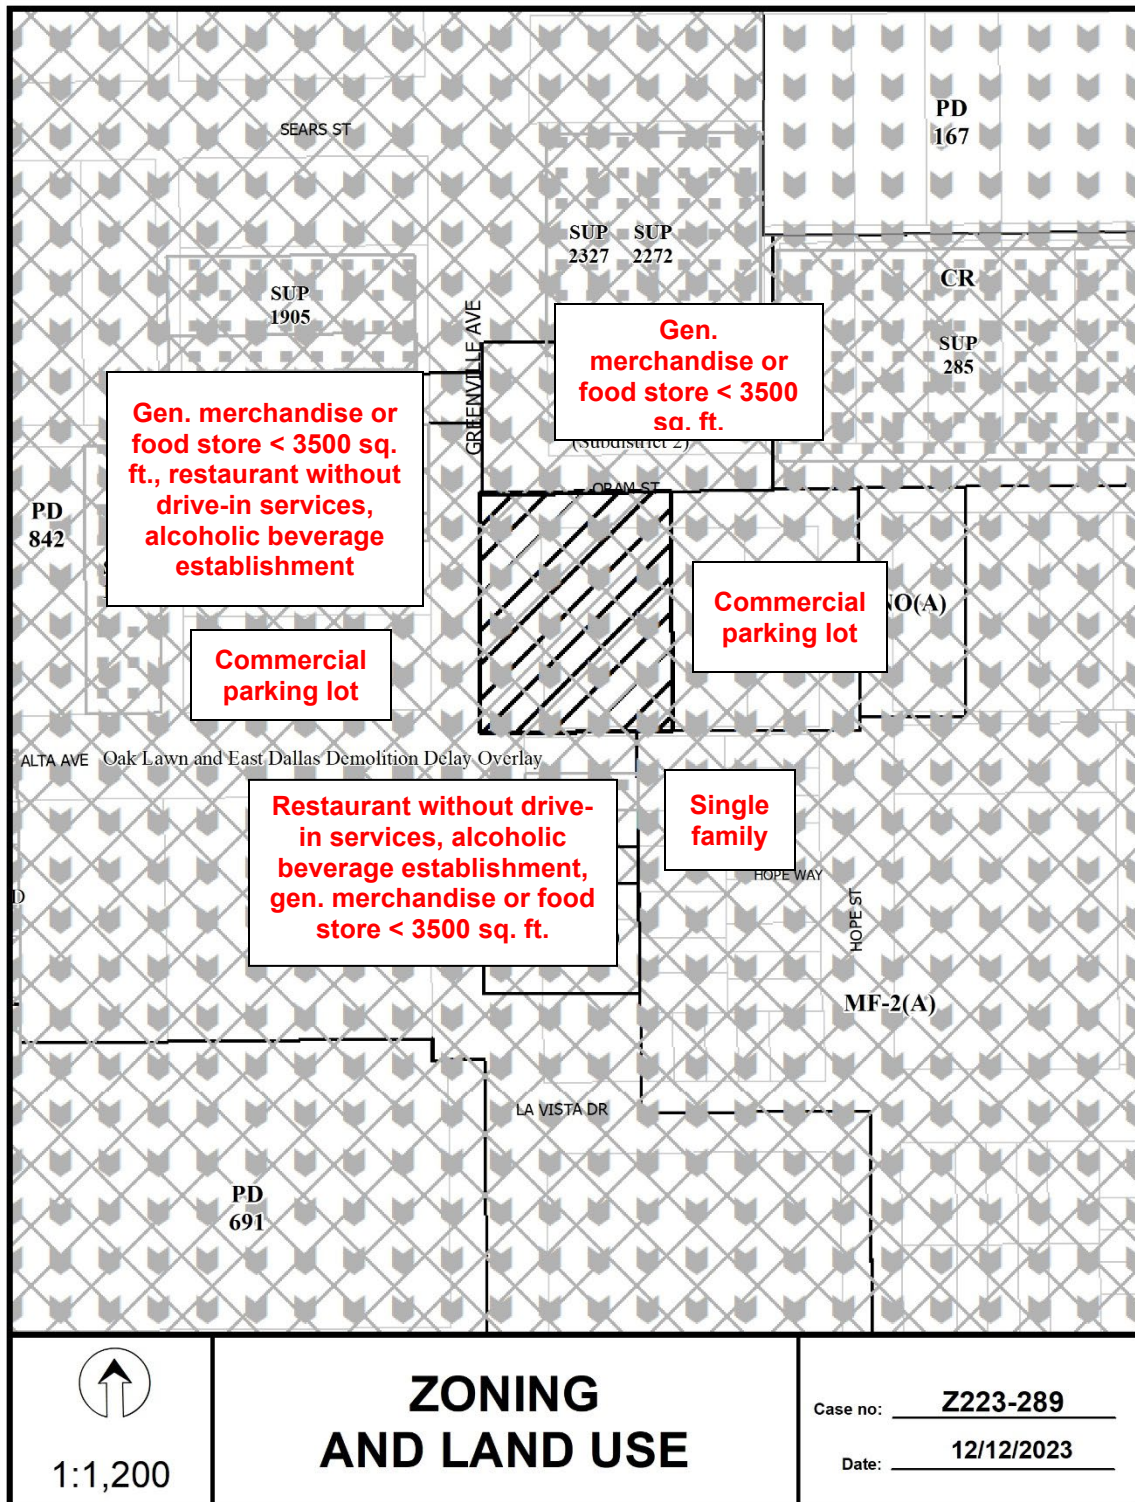 PD
167
SEARS ST
SUP
2327
SUP
2272
CR
SUP
1905
GREENVILLE AVE
SUP
285
Gen.
merchandise or
food store < 3500
sq. ft.
(Subdistrict 2)
Gen. merchandise or
food store < 3500 sq.
ft., restaurant without
drive-in services,
alcoholic beverage
establishment
ORAM ST
PD
842
Commercial
parking lot
NO(A)
Commercial
parking lot
ALTA AVE
Oak Lawn and East Dallas Demolition Delay Overlay
Restaurant without drive-
in services, alcoholic
beverage establishment,
gen. merchandise or food
store < 3500 sq. ft.
Single
family
HOPE WAY
HOPE ST
D
MF-2(A)
LA VISTA DR
PD
691
1:1,200
ZONING
AND LAND USE
Case no: Z223-289
Date: 12/12/2023